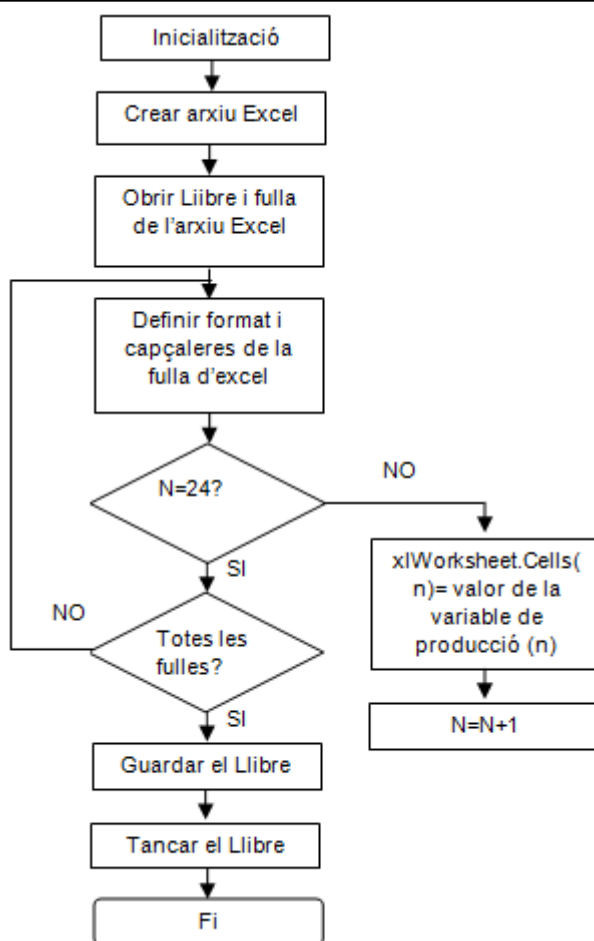 Inicialització
Crear arxiu Excel
Obrir Lliibre i fulla
de l'arxiu Excel
Definir format i
capçaleres de la
fulla d'excel
N=24?
NO
SI
xlWorksheet.Cells(
n)= valor de la
variable de
producció (n)
N=N+1
NO
Totes les
fulles?
SI
Guardar el Llibre
Tancar el Llibre
Fi